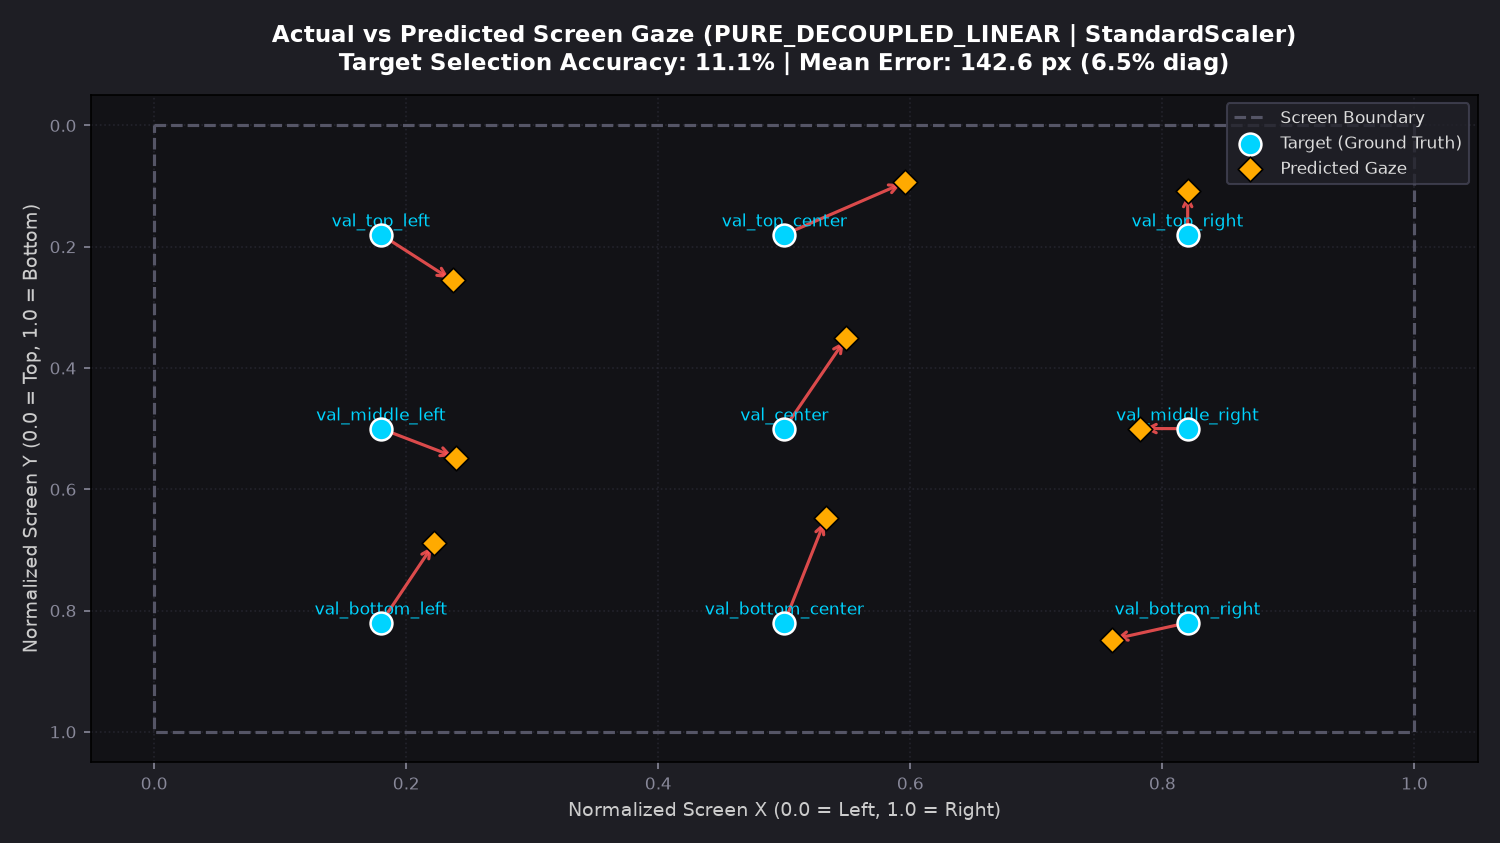 Actual vs Predicted Screen Gaze (PURE_DECOUPLED_LINEAR | StandardScaler)
Target Selection Accuracy: 11.1% | Mean Error: 142.6 px (6.5% diag)
Screen Boundary
Target (Ground Truth)
Predicted Gaze
val_top_left
val_top_center
val_top_right
val_middle_left
val_center
val_middle_right
val_bottom_left
val_bottom_center
val_bottom_right
0.0
0.2
0.4
0.6
0.8
1.0
Normalized Screen Y (0.0 = Top, 1.0 = Bottom)
0.0
0.2
0.4
0.6
0.8
1.0
Normalized Screen X (0.0 = Left, 1.0 = Right)